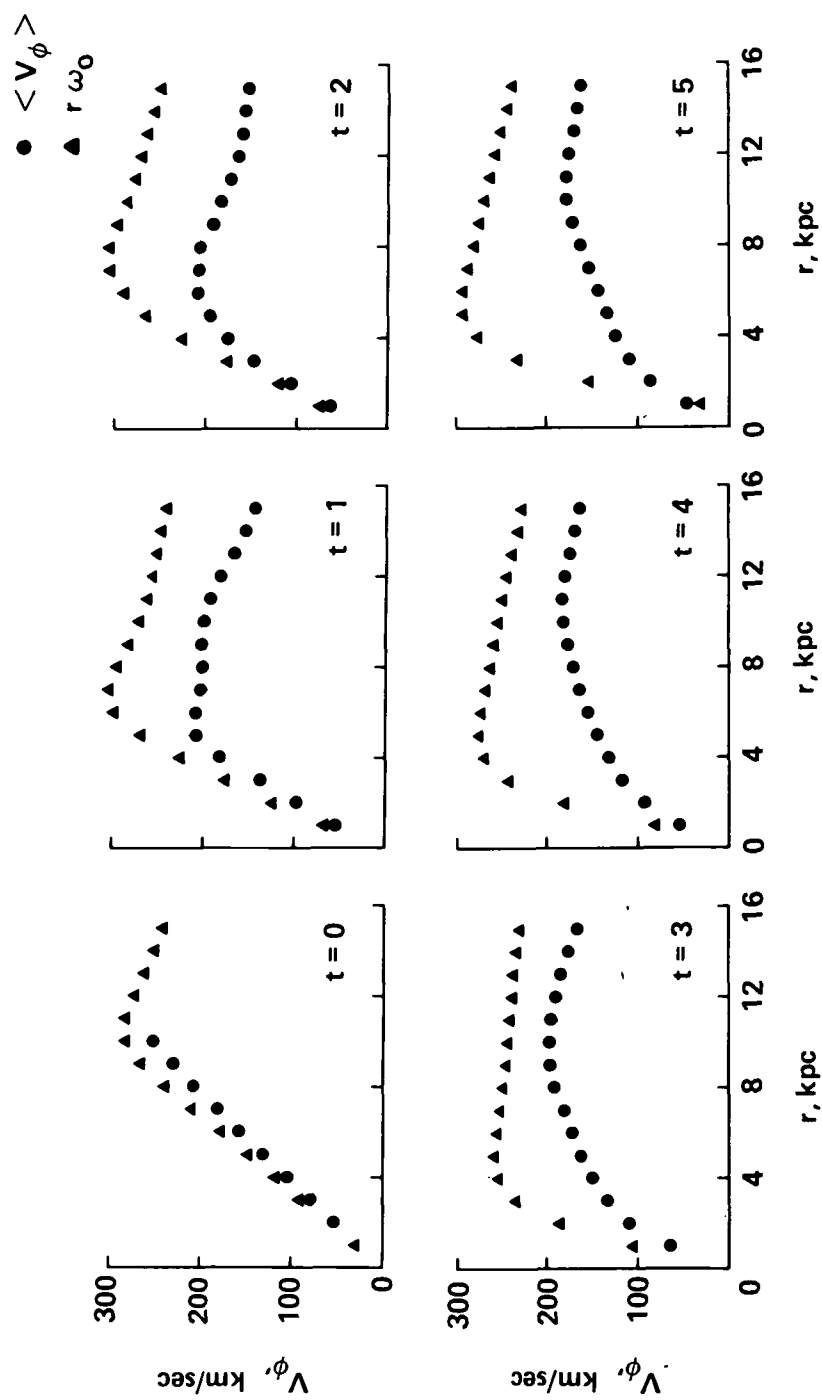 ● < V_ϕ >
▲ r ω_0
V_ϕ, km/sec
300
200
100
0
t = 0
t = 1
t = 2
V_ϕ, km/sec
300
200
100
0
t = 3
t = 4
t = 5
0 4 8 12 16
r, kpc
0 4 8 12 16
r, kpc
0 4 8 12 16
r, kpc